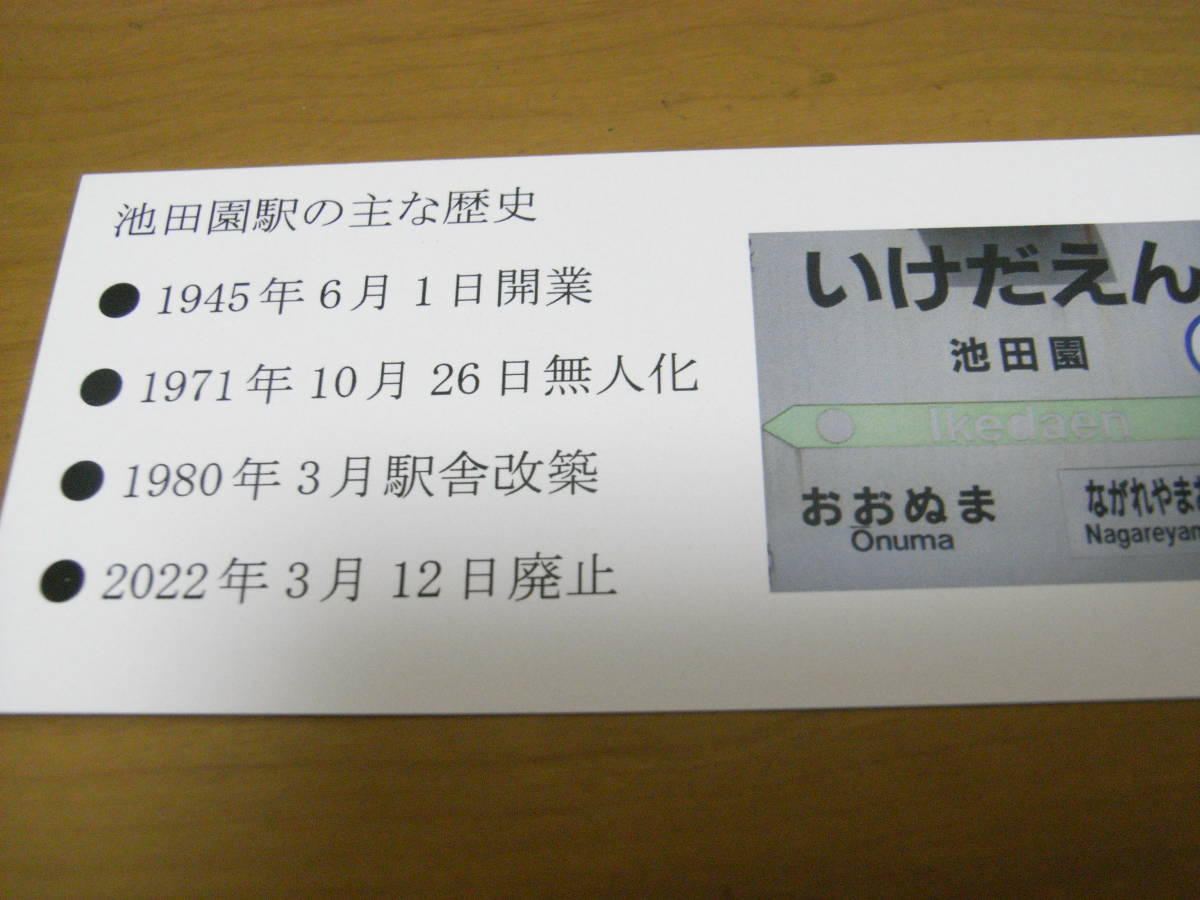 池田園駅の主な歴史
●1945年6月1日開業
●1971年10月26日無人化
●1980年3月駅舎改築
●2022年3月12日廃止
いけだえん
池田園
Ikedaen
おおぬま
Ōnuma
ながれやま
Nagareyam